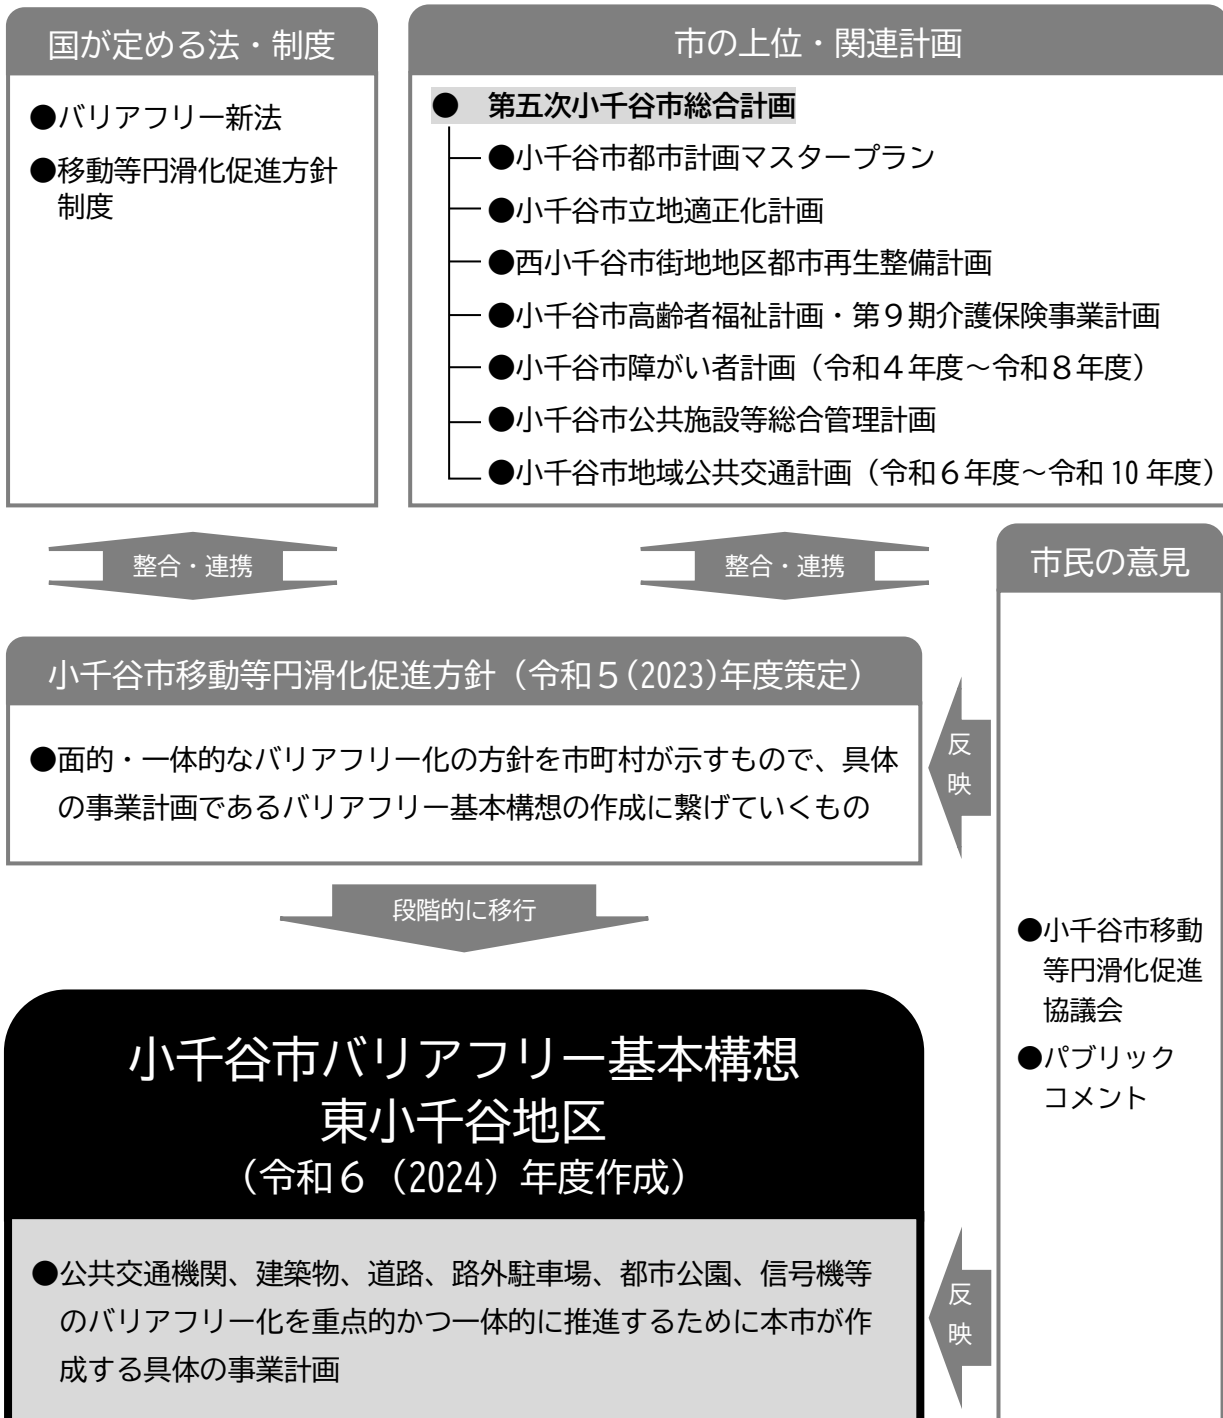 国が定める法・制度
●バリアフリー新法
●移動等円滑化促進方針
制度
市の上位・関連計画
● 第五次小千谷市総合計画
●小千谷市都市計画マスタープラン
●小千谷市立地適正化計画
●西小千谷市街地地区都市再生整備計画
●小千谷市高齢者福祉計画・第９期介護保険事業計画
●小千谷市障がい者計画（令和４年度～令和８年度）
●小千谷市公共施設等総合管理計画
●小千谷市地域公共交通計画（令和６年度～令和 10 年度）
整合・連携
整合・連携
市民の意見
●小千谷市移動
等円滑化促進
協議会
●パブリック
コメント
小千谷市移動等円滑化促進方針（令和５(2023)年度策定）
●面的・一体的なバリアフリー化の方針を市町村が示すもので、具体
の事業計画であるバリアフリー基本構想の作成に繋げていくもの
反
映
段階的に移行
小千谷市バリアフリー基本構想
東小千谷地区
（令和６（2024）年度作成）
●公共交通機関、建築物、道路、路外駐車場、都市公園、信号機等
のバリアフリー化を重点的かつ一体的に推進するために本市が作
成する具体の事業計画
反
映